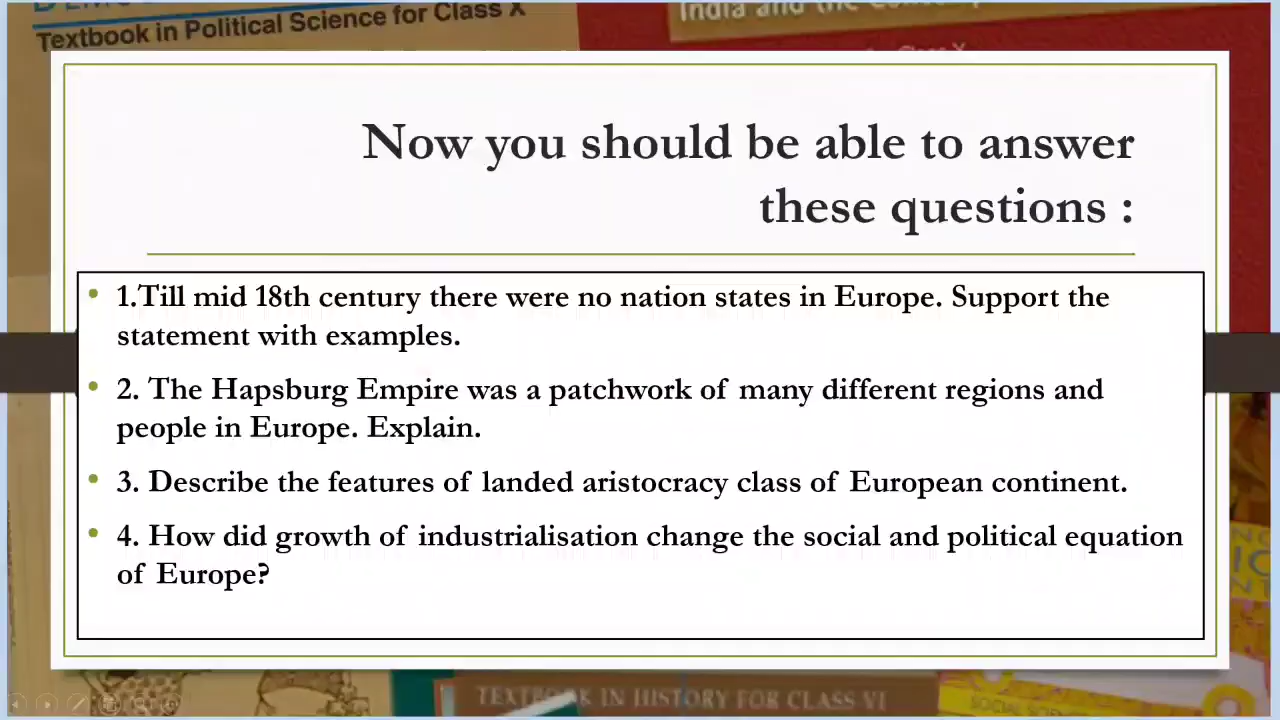 Textbook in Political Science for Class X
India and the
Now you should be able to answer
these questions :
• 1.Till mid 18th century there were no nation states in Europe. Support the
statement with examples.
• 2. The Hapsburg Empire was a patchwork of many different regions and
people in Europe. Explain.
• 3. Describe the features of landed aristocracy class of European continent.
• 4. How did growth of industrialisation change the social and political equation
of Europe?
TEXTBOOK IN HISTORY FOR CLASS VI
SOCIAL